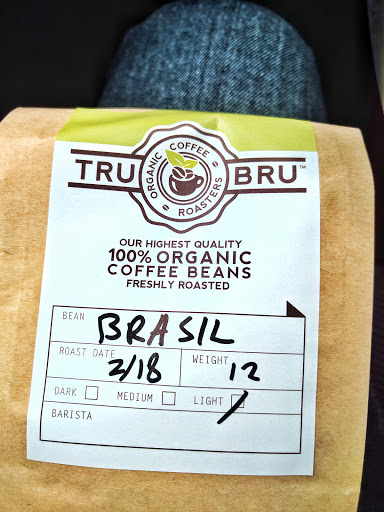 TRU BRU™
ORGANIC COFFEE
ROASTERS
OUR HIGHEST QUALITY
100% ORGANIC
COFFEE BEANS
FRESHLY ROASTED
BEAN BRASIL
ROAST DATE 2/18 WEIGHT 12
DARK MEDIUM LIGHT
BARISTA